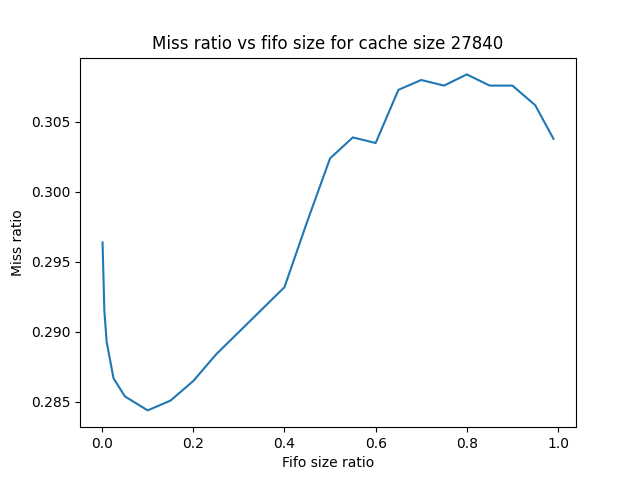 Miss ratio vs fifo size for cache size 27840
Miss ratio
0.305
0.300
0.295
0.290
0.285
0.0 0.2 0.4 0.6 0.8 1.0
Fifo size ratio